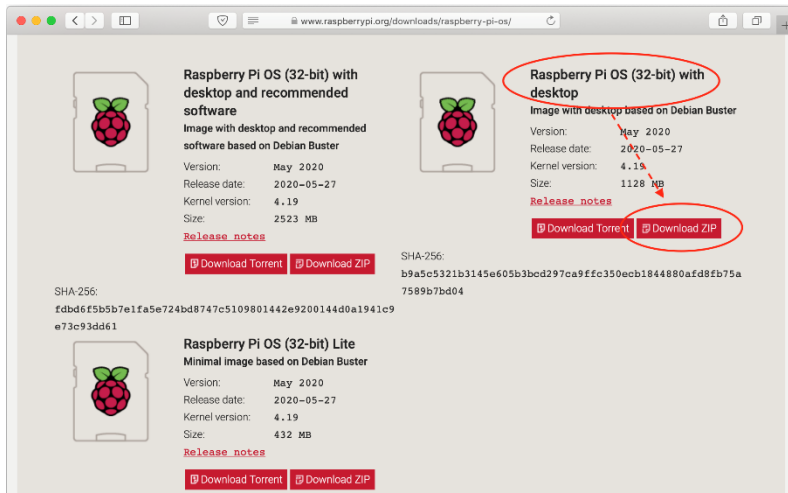 www.raspberrypi.org/downloads/raspberry-pi-os/
Raspberry Pi OS (32-bit) with
desktop and recommended
software
Image with desktop and recommended
software based on Debian Buster
Version: May 2020
Release date: 2020-05-27
Kernel version: 4.19
Size: 2523 MB
Release notes
Download Torrent Download ZIP
SHA-256:
fdbd6f5b5b7e1fa5e724bd8747c5109801442e9200144d0a1941c9
e73c93dd61
Raspberry Pi OS (32-bit) with
desktop
Image with desktop based on Debian Buster
Version: May 2020
Release date: 2020-05-27
Kernel version: 4.19
Size: 1128 MB
Release notes
Download Torrent Download ZIP
SHA-256:
b9a5c5321b3145e605b3bcd297ca9ffc350ecb1844880afd8fb75a
7589b7bd04
Raspberry Pi OS (32-bit) Lite
Minimal image based on Debian Buster
Version: May 2020
Release date: 2020-05-27
Kernel version: 4.19
Size: 432 MB
Release notes
Download Torrent Download ZIP